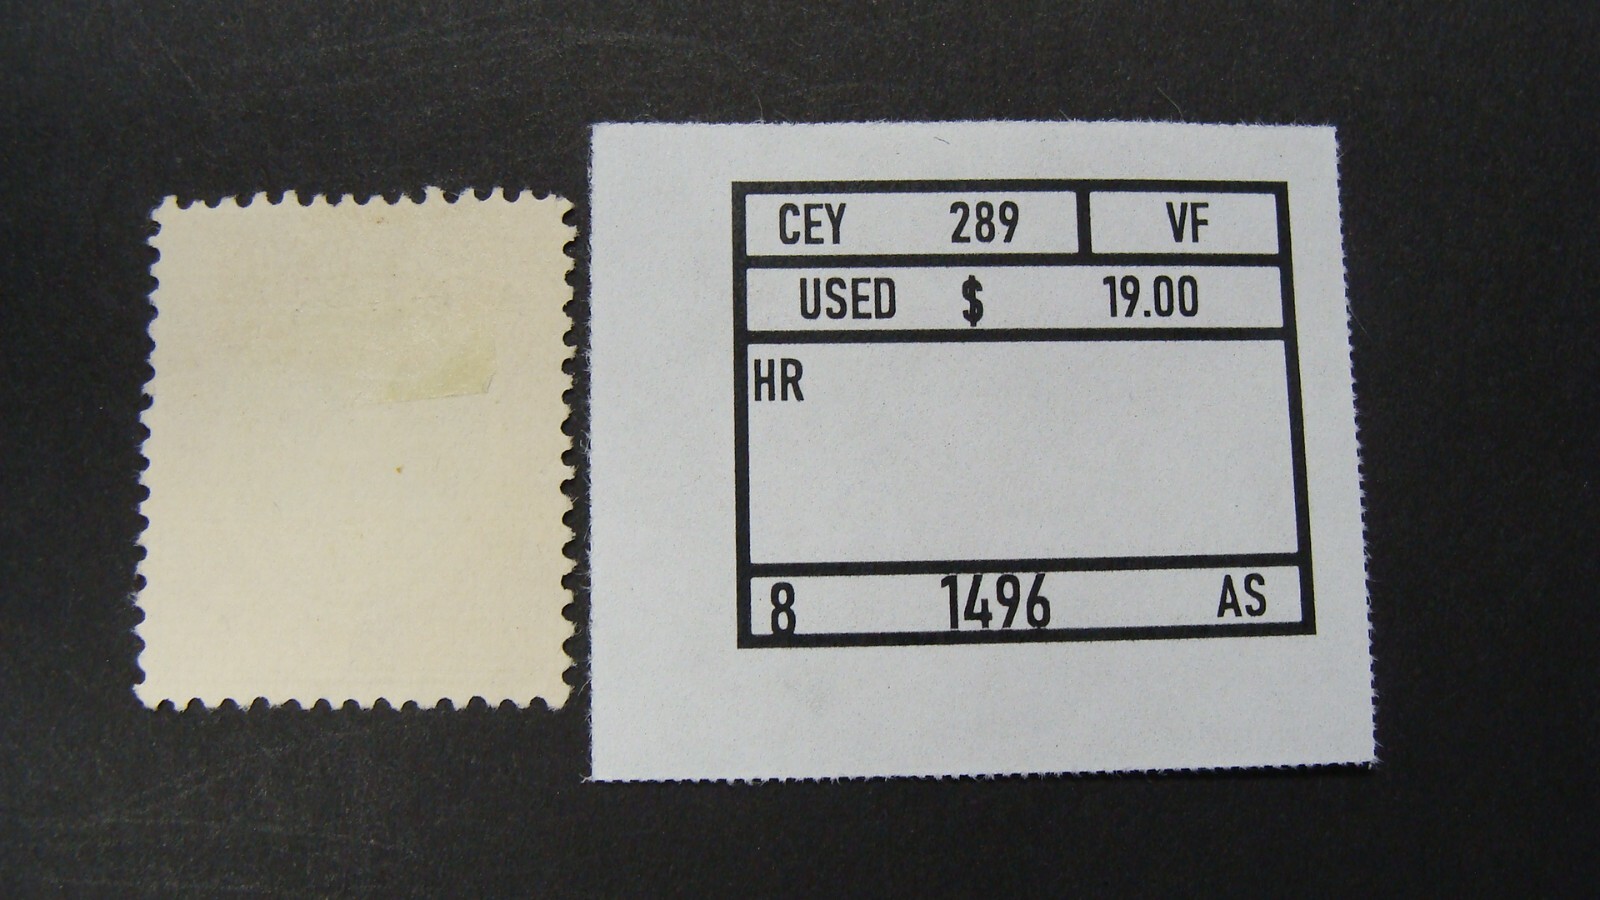 CEY 289 VF
USED $ 19.00
HR
8 1496 AS